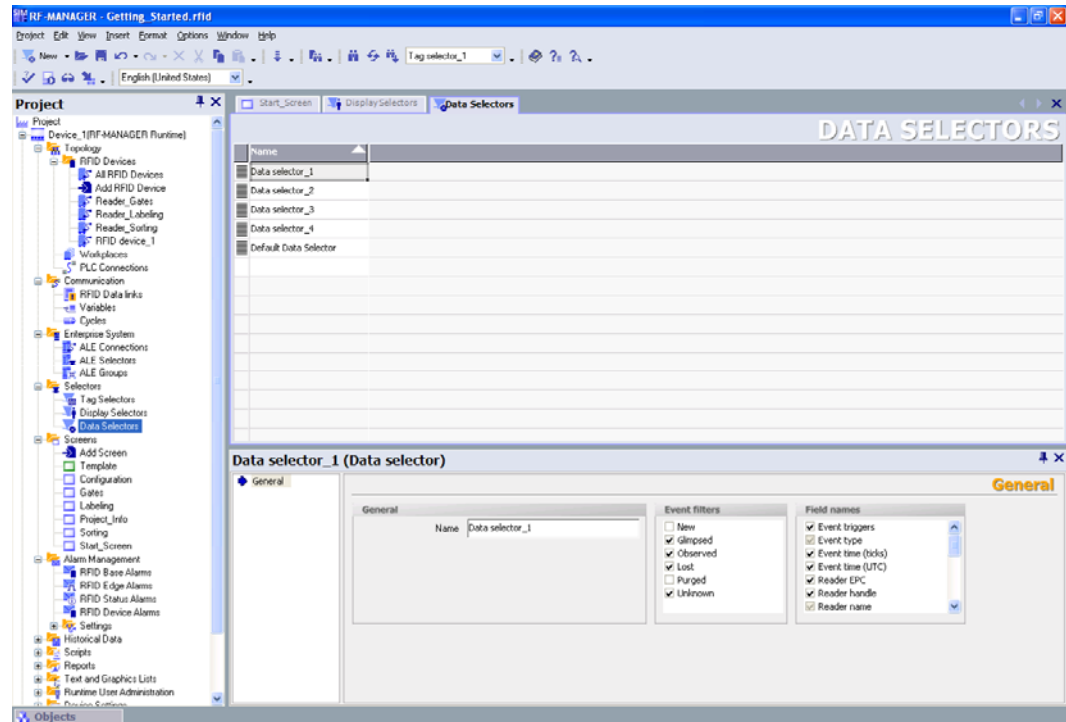 RF-MANAGER - Getting_Started.rfid
Project Edit View Insert Format Options Window Help
New
Tag selector_1
English (United States)
Project
Start_Screen
DisplaySelectors
Data Selectors
DATA SELECTORS
Project
Device_1(RF-MANAGER Runtime)
Topology
RFID Devices
All RFID Devices
Add RFID Device
Reader_Gates
Reader_Labeling
Reader_Sorting
RFID device_1
Workplaces
PLC Connections
Communication
RFID Data links
Variables
Cycles
Enterprise System
ALE Connections
ALE Selectors
ALE Groups
Selectors
Tag Selectors
Display Selectors
Data Selectors
Screens
Add Screen
Template
Configuration
Gates
Labeling
Project_Info
Sorting
Start_Screen
Alarm Management
RFID Base Alarms
RFID Edge Alarms
RFID Status Alarms
RFID Device Alarms
Settings
Historical Data
Scripts
Reports
Text and Graphics Lists
Runtime User Administration
Device Settings
Objects
Name
Data selector_1
Data selector_2
Data selector_3
Data selector_4
Default Data Selector
Data selector_1 (Data selector)
General
General
General
Name Data selector_1
Event filters
New
Glimpsed
Observed
Lost
Purged
Unknown
Field names
Event triggers
Event type
Event time (ticks)
Event time (UTC)
Reader EPC
Reader handle
Reader name